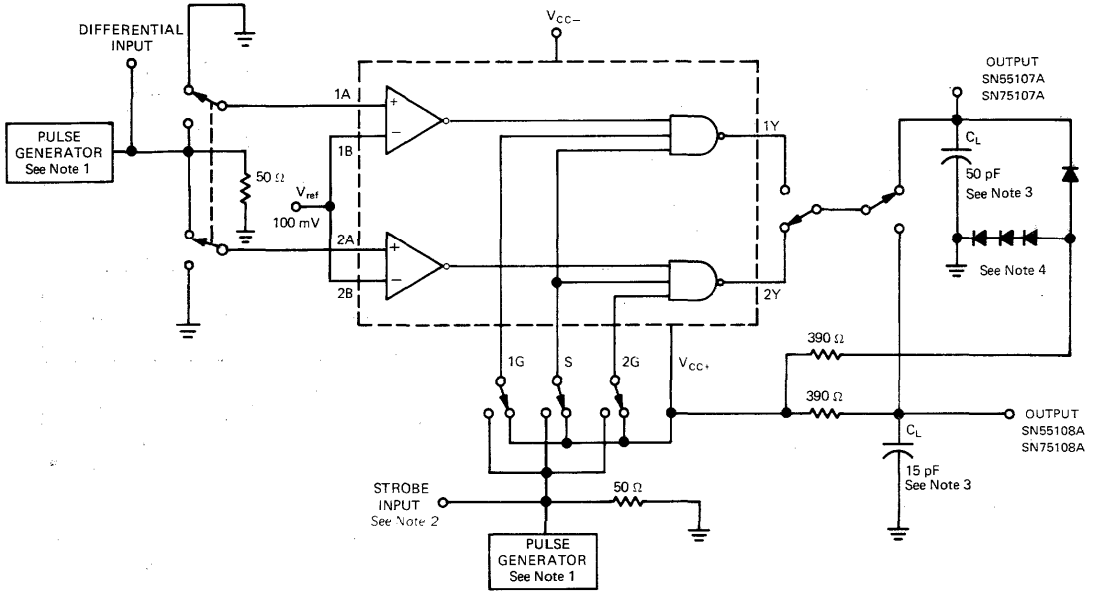 DIFFERENTIAL
INPUT
PULSE
GENERATOR
See Note 1
50 Ω
Vref
100 mV
VCC−
1A
1B
2A
2B
+
−
+
−
1Y
2Y
1G
S
2G
VCC+
OUTPUT
SN55107A
SN75107A
CL
50 pF
See Note 3
See Note 4
390 Ω
390 Ω
OUTPUT
SN55108A
SN75108A
CL
15 pF
See Note 3
STROBE
INPUT
See Note 2
50 Ω
PULSE
GENERATOR
See Note 1